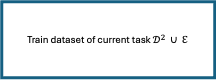 Train dataset of current task 𝒟² ∪ ℰ